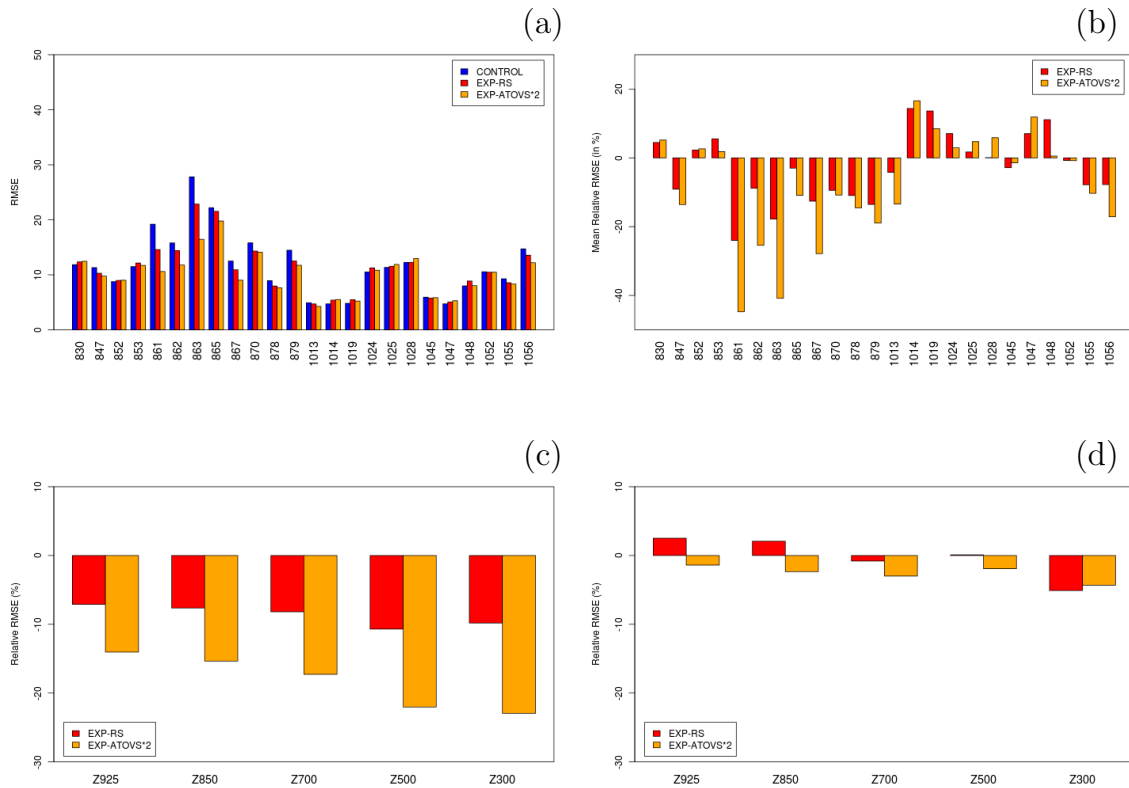 (a)
50
40
30
20
10
0
RMSE
CONTROL
EXP-RS
EXP-ATOVS*2
830 847 852 853 861 862 863 865 867 870 878 879 1013 1014 1019 1024 1025 1028 1045 1047 1048 1052 1055 1056
(b)
20
0
-20
-40
Mean Relative RMSE (in %)
EXP-RS
EXP-ATOVS*2
830 847 852 853 861 862 863 865 867 870 878 879 1013 1014 1019 1024 1025 1028 1045 1047 1048 1052 1055 1056
(c)
10
0
-10
-20
-30
Relative RMSE (%)
EXP-RS
EXP-ATOVS*2
Z925 Z850 Z700 Z500 Z300
(d)
10
0
-10
-20
-30
Relative RMSE (%)
EXP-RS
EXP-ATOVS*2
Z925 Z850 Z700 Z500 Z300